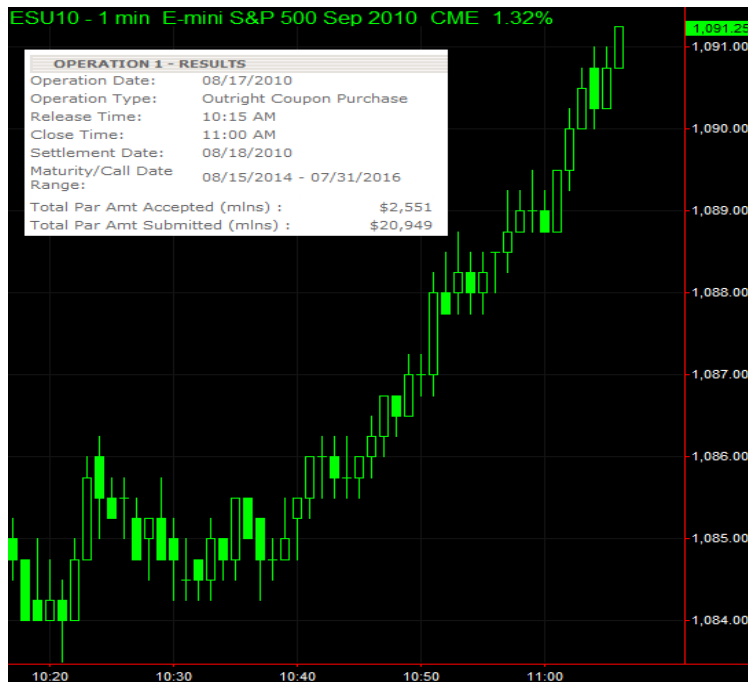 ESU10 - 1 min E-mini S&P 500 Sep 2010 CME 1.32%
1,091.25
1,091.00
OPERATION 1 - RESULTS
Operation Date: 08/17/2010
Operation Type: Outright Coupon Purchase
Release Time: 10:15 AM
Close Time: 11:00 AM
Settlement Date: 08/18/2010
Maturity/Call Date
Range: 08/15/2014 - 07/31/2016
Total Par Amt Accepted (mlns) : $2,551
Total Par Amt Submitted (mlns) : $20,949
1,090.00
1,089.00
1,088.00
1,087.00
1,086.00
1,085.00
1,084.00
10:20 10:30 10:40 10:50 11:00